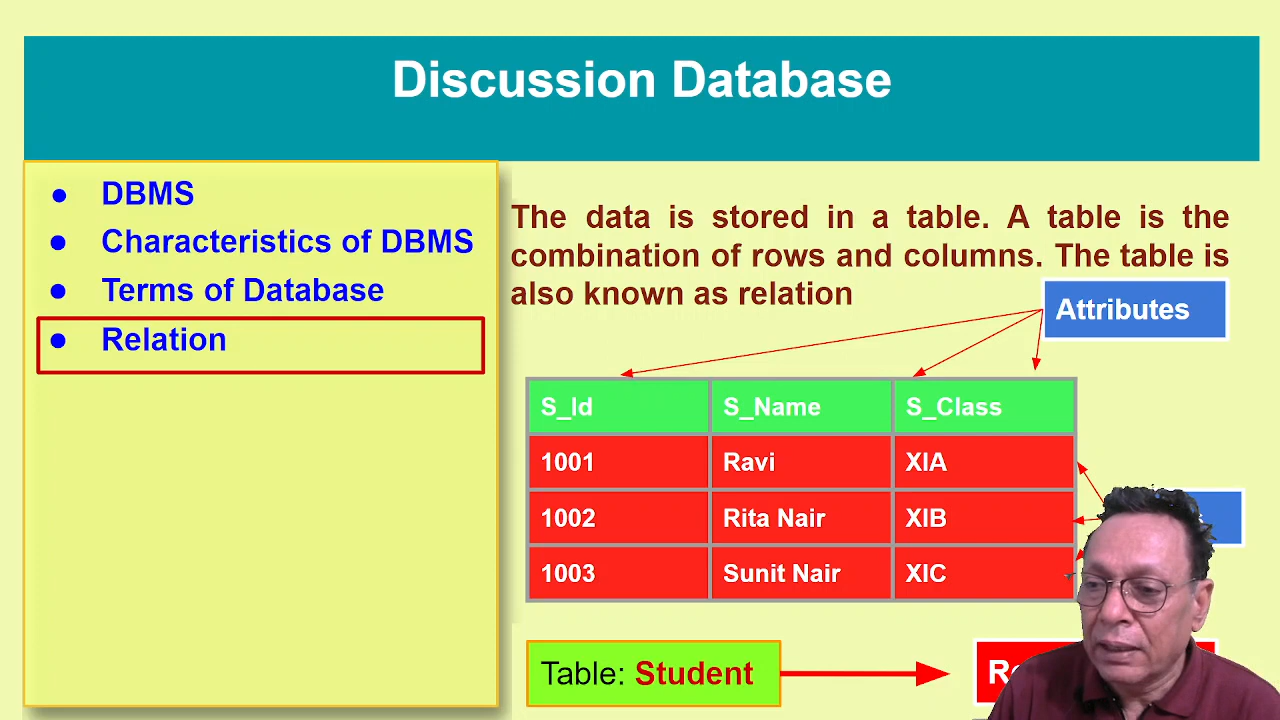 Discussion Database
● DBMS
● Characteristics of DBMS
● Terms of Database
● Relation
The data is stored in a table. A table is the
combination of rows and columns. The table is
also known as relation
Attributes
S_Id S_Name S_Class
1001 Ravi XIA
1002 Rita Nair XIB
1003 Sunit Nair XIC
Table: Student